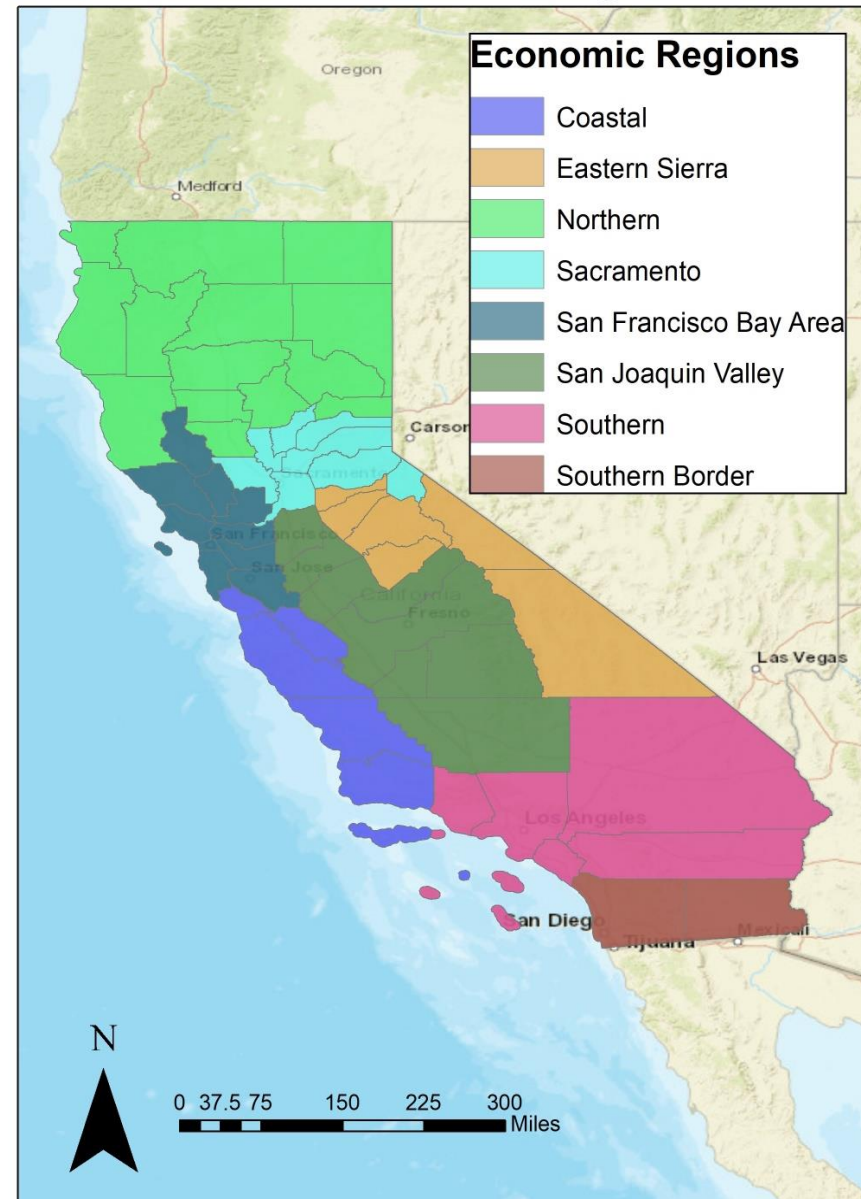 Economic Regions
Coastal
Eastern Sierra
Northern
Sacramento
San Francisco Bay Area
San Joaquin Valley
Southern
Southern Border
Oregon
Medford
Carson
Sacramento
San Francisco
San Jose
California
Fresno
Las Vegas
Los Angeles
San Diego
Tijuana
Mexicali
N
0 37.5 75 150 225 300
Miles